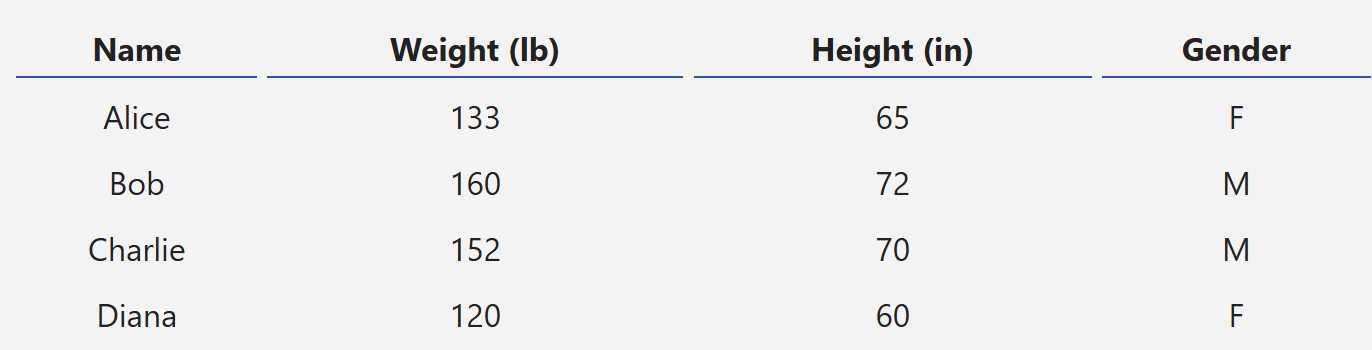 Name Weight (lb) Height (in) Gender
Alice 133 65 F
Bob 160 72 M
Charlie 152 70 M
Diana 120 60 F